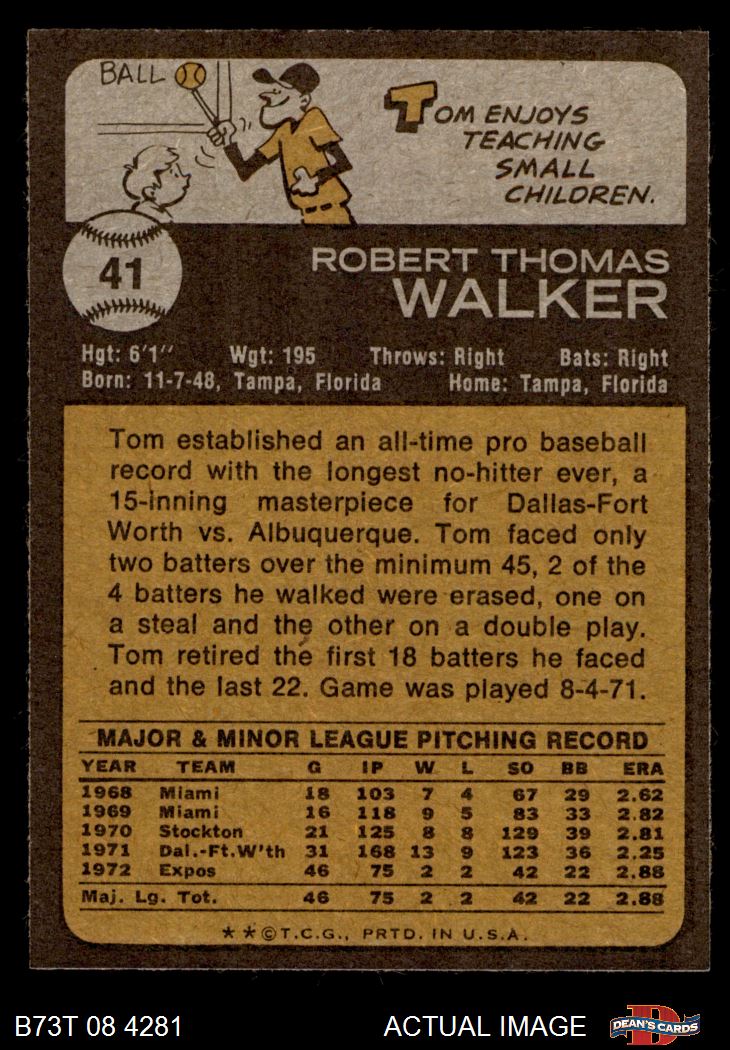 BALL
TOM ENJOYS
TEACHING
SMALL
CHILDREN.
41
ROBERT THOMAS
WALKER
Hgt: 6'1" Wgt: 195 Throws: Right Bats: Right
Born: 11-7-48, Tampa, Florida Home: Tampa, Florida
Tom established an all-time pro baseball
record with the longest no-hitter ever, a
15-inning masterpiece for Dallas-Fort
Worth vs. Albuquerque. Tom faced only
two batters over the minimum 45, 2 of the
4 batters he walked were erased, one on
a steal and the other on a double play.
Tom retired the first 18 batters he faced
and the last 22. Game was played 8-4-71.
MAJOR & MINOR LEAGUE PITCHING RECORD
YEAR TEAM G IP W L SO BB ERA
1968 Miami 18 103 7 4 67 29 2.62
1969 Miami 16 118 9 5 83 33 2.82
1970 Stockton 21 125 8 8 129 39 2.81
1971 Dal.-Ft.W'th 31 168 13 9 123 36 2.25
1972 Expos 46 75 2 2 42 22 2.88
Maj. Lg. Tot. 46 75 2 2 42 22 2.88
★ ★ © T.C.G., PRTD. IN U.S.A.
B73T 08 4281 ACTUAL IMAGE D DEAN'S CARDS